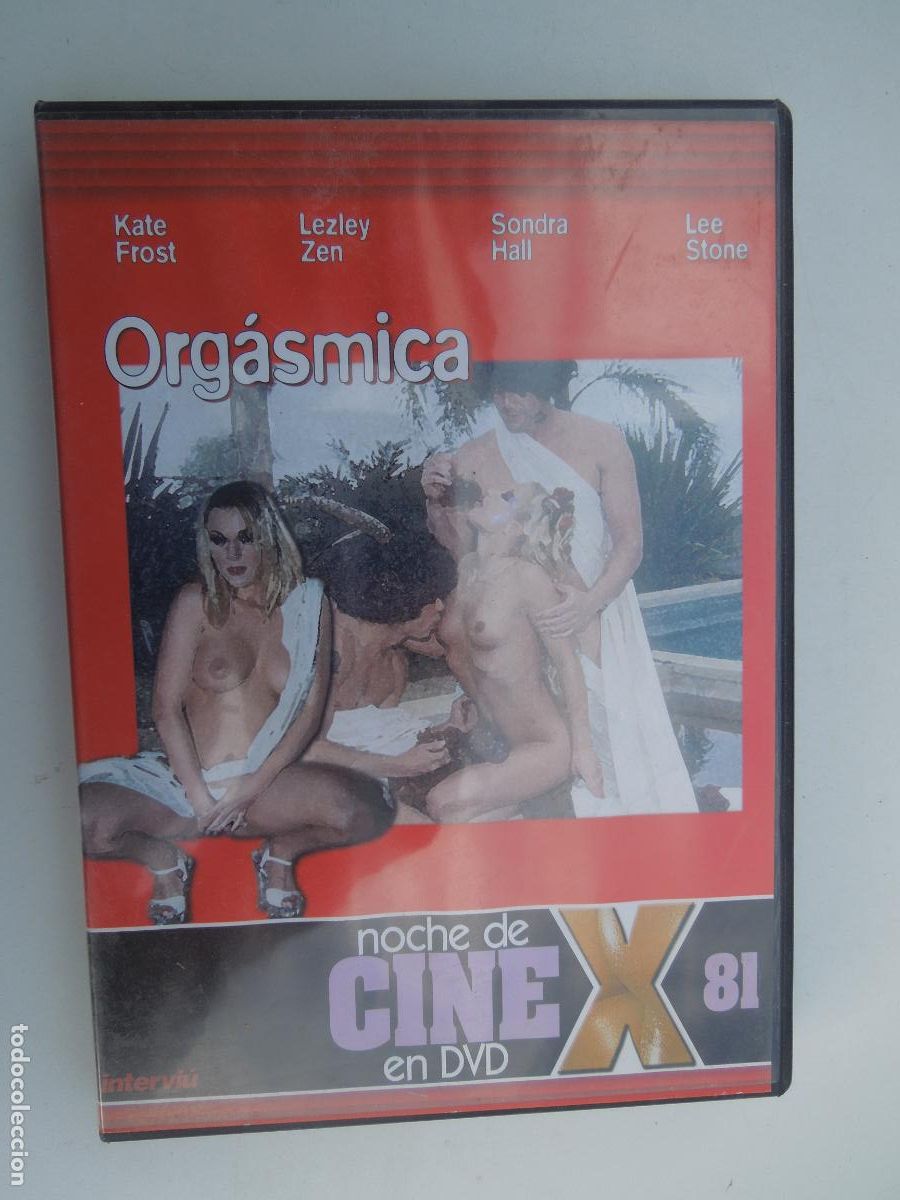 Kate Frost
Lezley Zen
Sondra Hall
Lee Stone
Orgásmica
noche de
CINE X 81
en DVD
interviú
todocoleccion